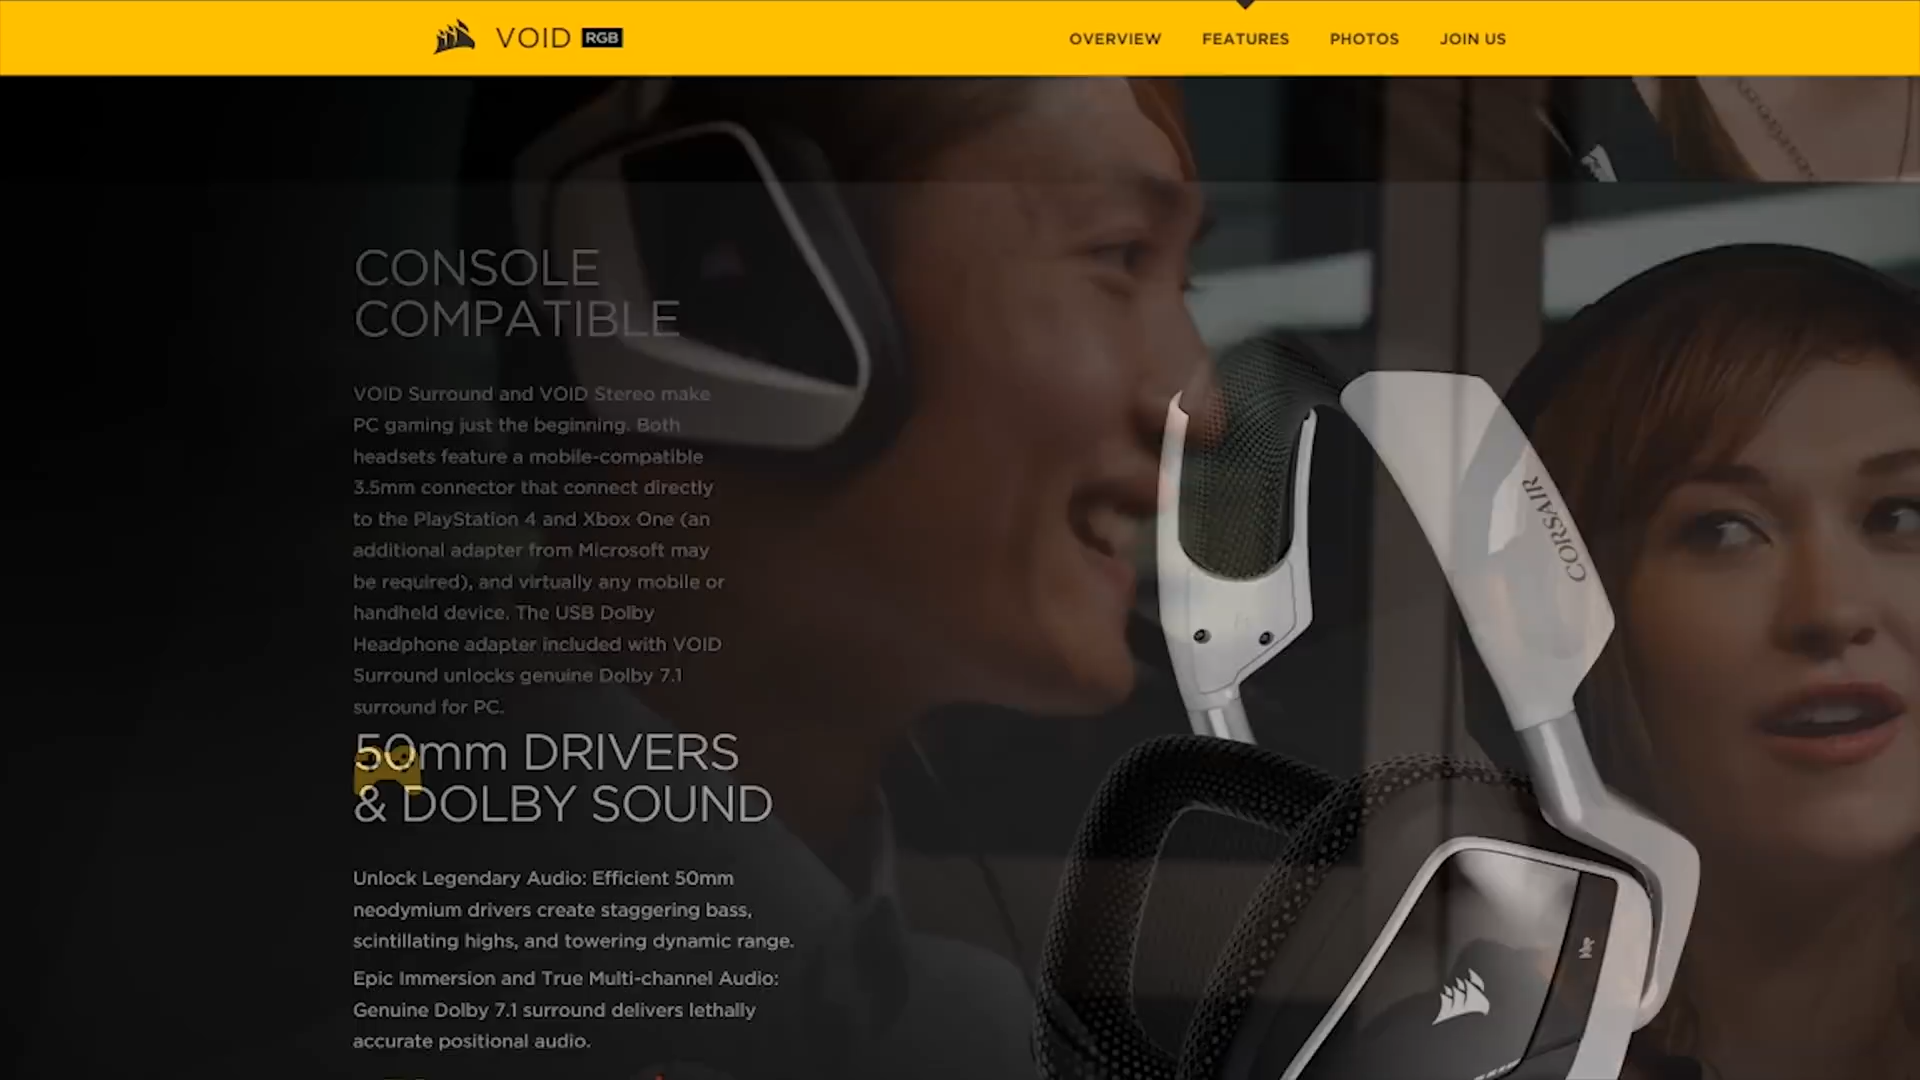 VOID RGB
OVERVIEW FEATURES PHOTOS JOIN US
CONSOLE
COMPATIBLE
VOID Surround and VOID Stereo make
PC gaming just the beginning. Both
headsets feature a mobile-compatible
3.5mm connector that connect directly
to the PlayStation 4 and Xbox One (an
additional adapter from Microsoft may
be required), and virtually any mobile or
handheld device. The USB Dolby
Headphone adapter included with VOID
Surround unlocks genuine Dolby 7.1
surround for PC.
CORSAIR
50mm DRIVERS
& DOLBY SOUND
Unlock Legendary Audio: Efficient 50mm
neodymium drivers create staggering bass,
scintillating highs, and towering dynamic range.
Epic Immersion and True Multi-channel Audio:
Genuine Dolby 7.1 surround delivers lethally
accurate positional audio.